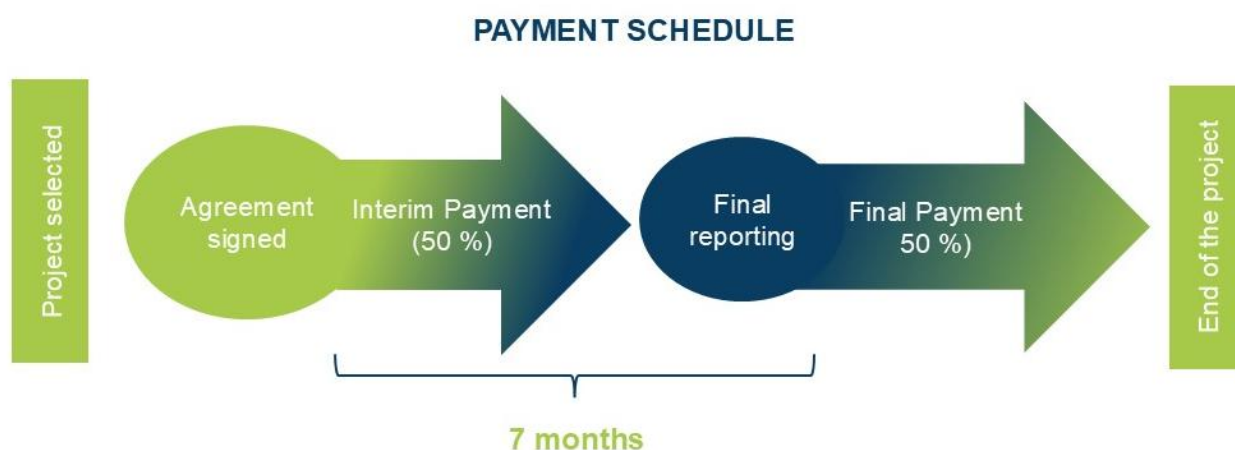 PAYMENT SCHEDULE
Project selected
Agreement
signed
Interim Payment
(50 %)
Final
reporting
Final Payment
50 %)
End of the project
7 months